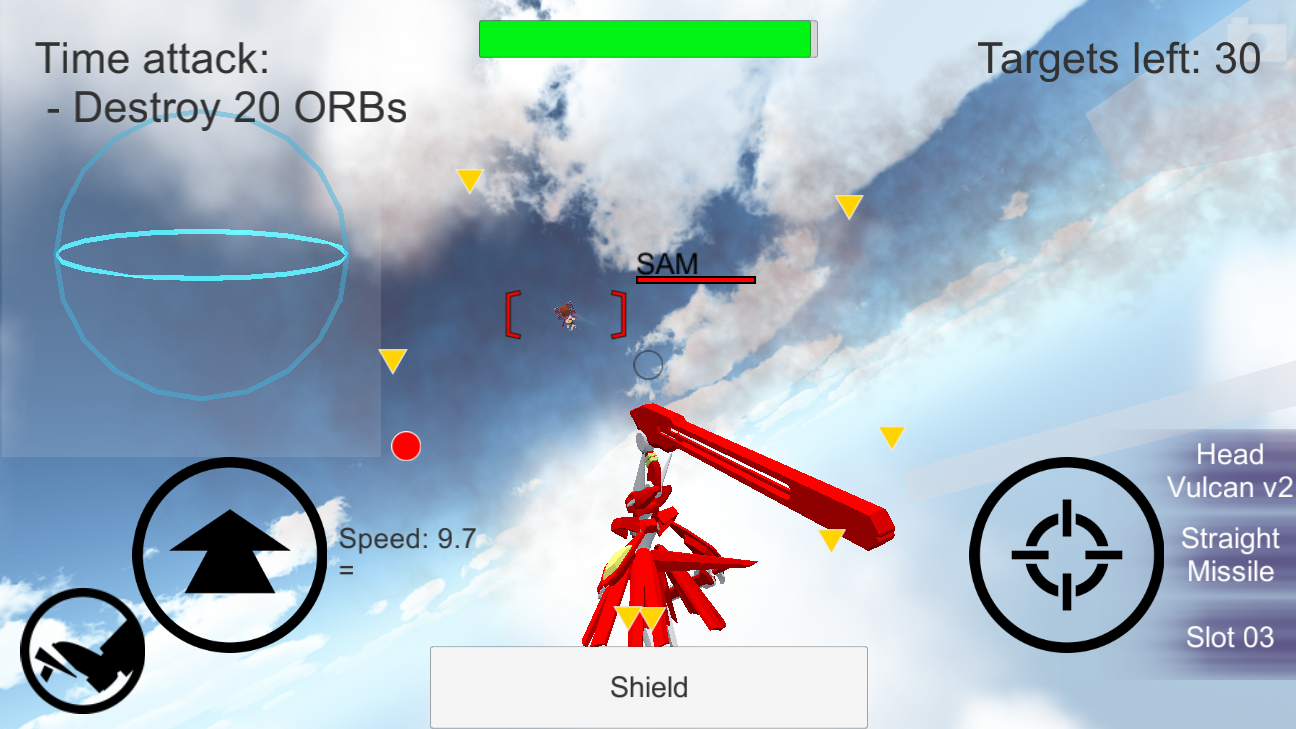 Time attack:
- Destroy 20 ORBs
Targets left: 30
SAM
Speed: 9.7
=
Head
Vulcan v2
Straight
Missile
Slot 03
Shield